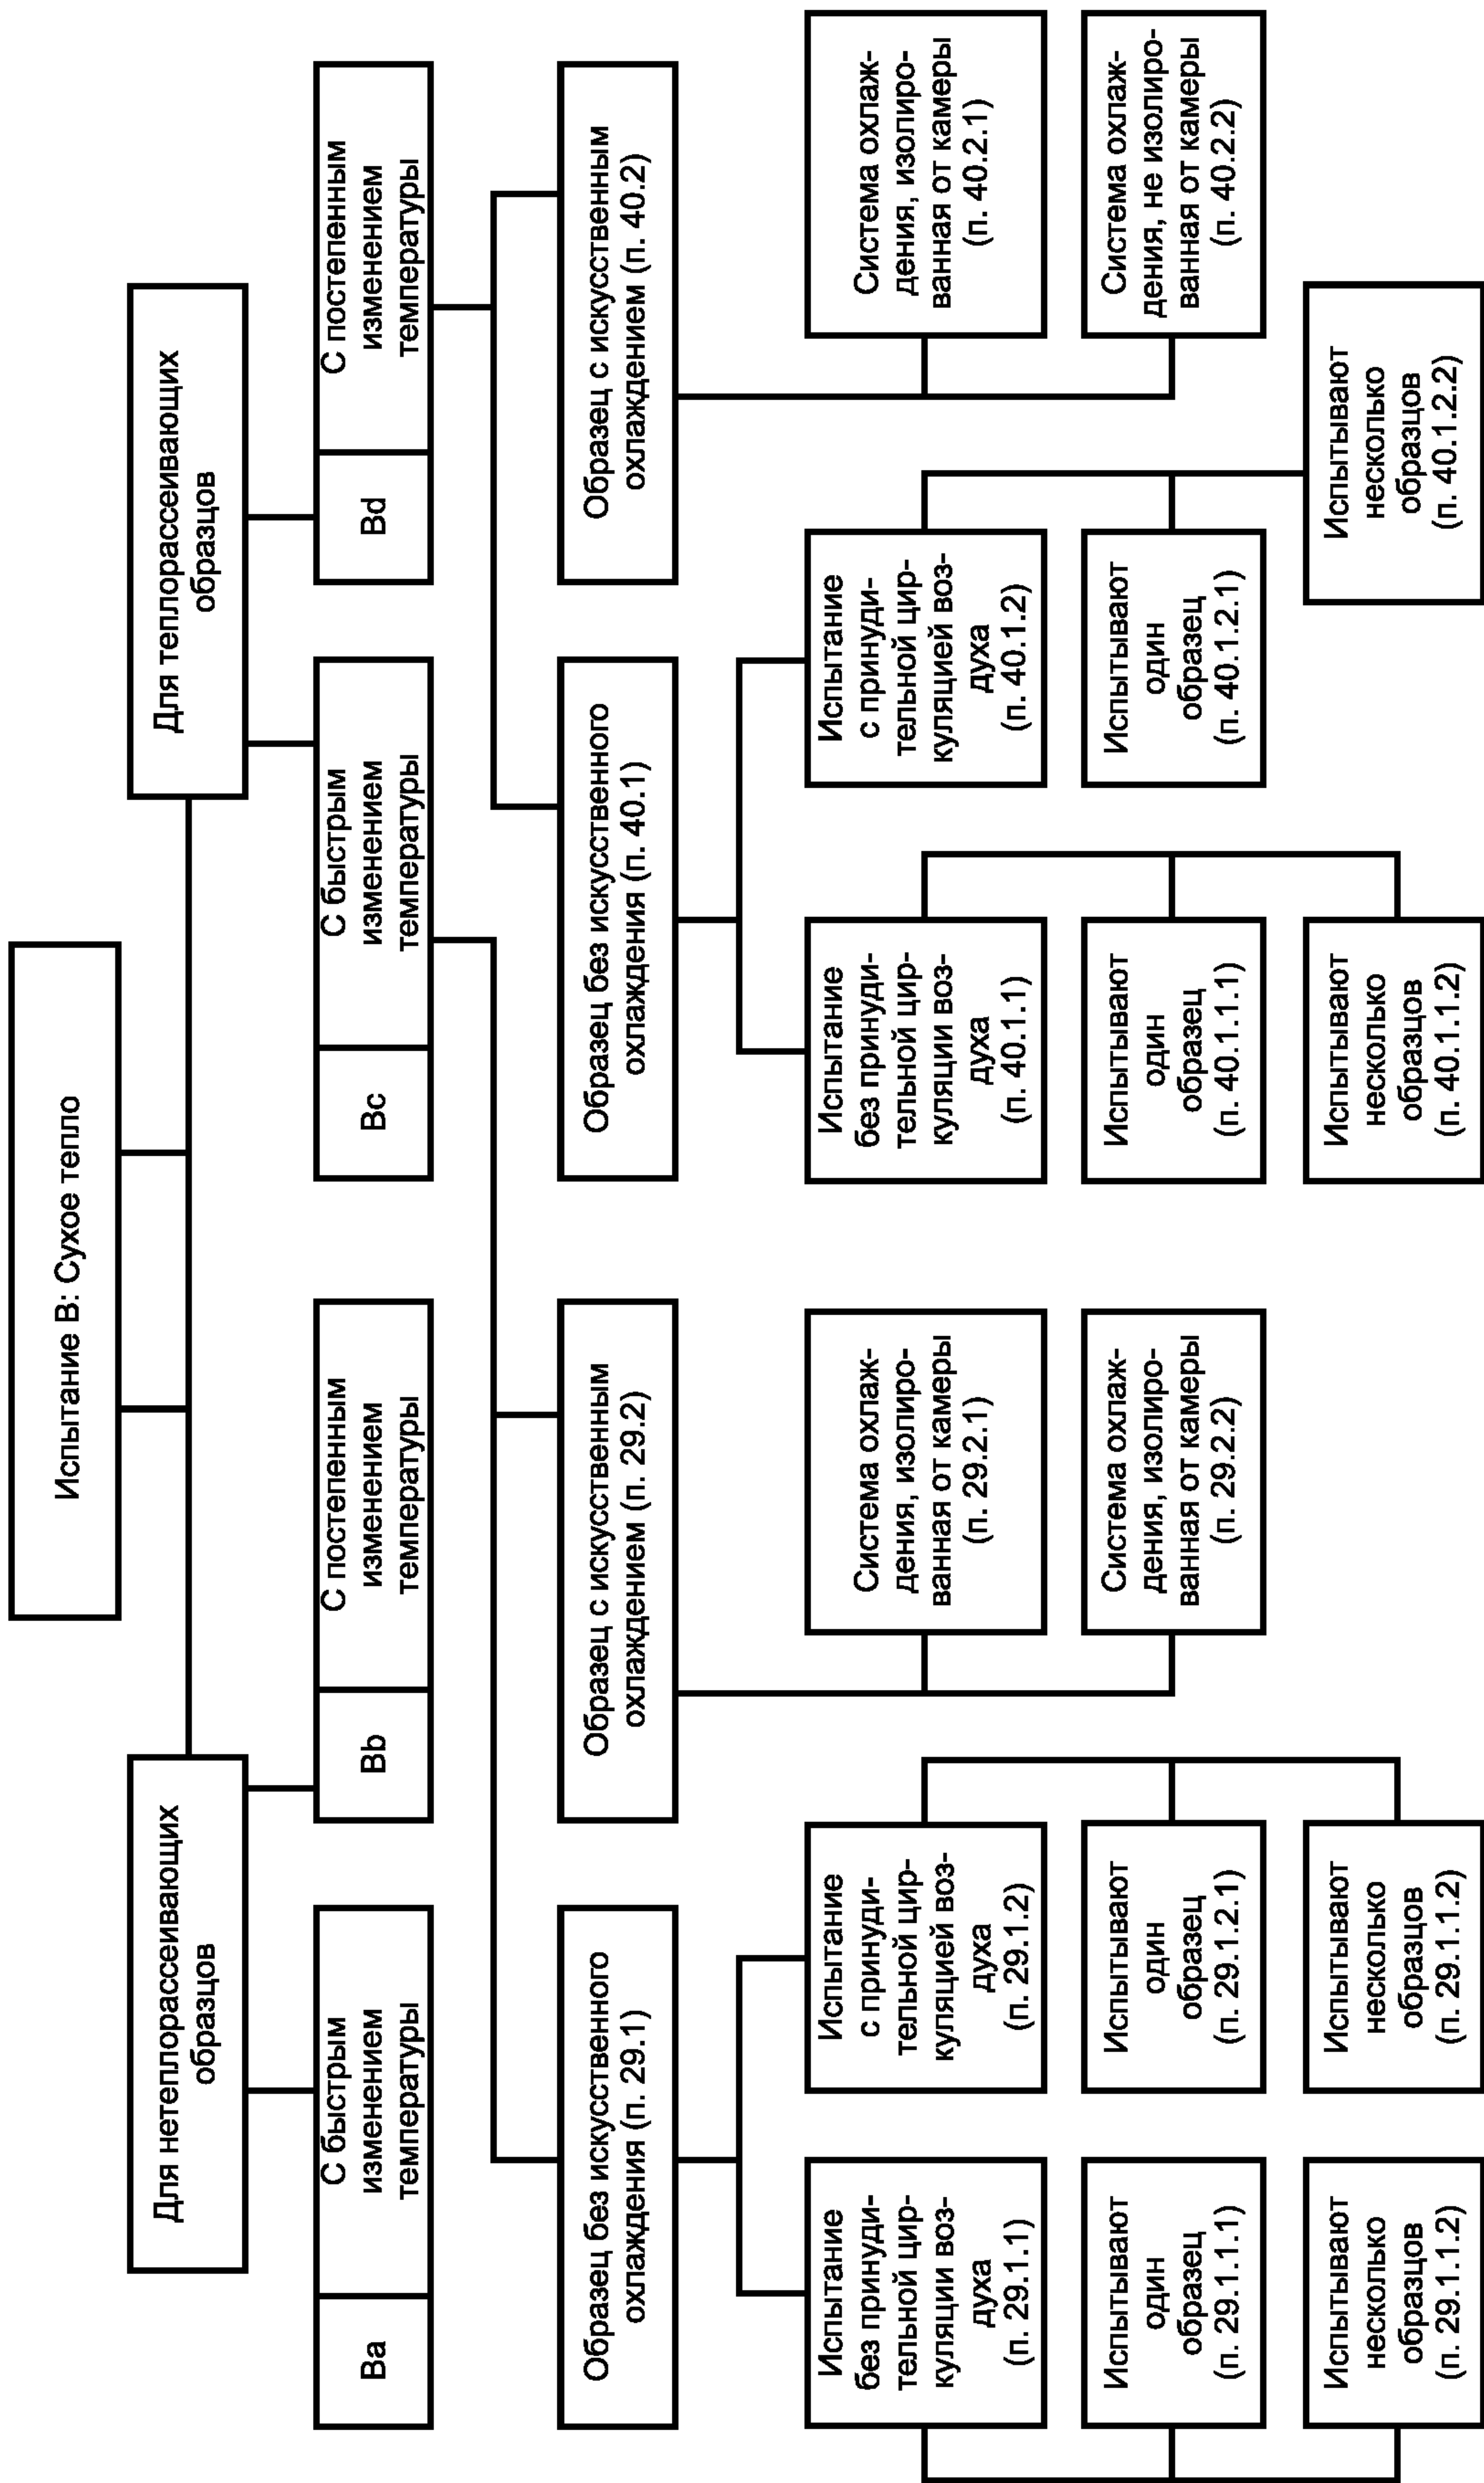 Испытание В: Сухое тепло
Для нетеплорассеивающих
образцов
Для теплорассеивающих
образцов
Ba
С быстрым
изменением
температуры
Bb
С постепенным
изменением
температуры
Bc
С быстрым
изменением
температуры
Bd
С постепенным
изменением
температуры
Образец без искусственного
охлаждения (п. 29.1)
Образец с искусственным
охлаждением (п. 29.2)
Образец без искусственного
охлаждения (п. 40.1)
Образец с искусственным
охлаждением (п. 40.2)
Испытание
без принуди-
тельной цир-
куляции воз-
духа
(п. 29.1.1)
Испытание
с принуди-
тельной цир-
куляцией воз-
духа
(п. 29.1.2)
Система охлаж-
дения, изолиро-
ванная от камеры
(п. 29.2.1)
Испытание
без принуди-
тельной цир-
куляции воз-
духа
(п. 40.1.1)
Испытание
с принуди-
тельной цир-
куляцией воз-
духа
(п. 40.1.2)
Система охлаж-
дения, изолиро-
ванная от камеры
(п. 40.2.1)
Испытывают
один
образец
(п. 29.1.1.1)
Испытывают
один
образец
(п. 29.1.2.1)
Система охлаж-
дения, изолиро-
ванная от камеры
(п. 29.2.2)
Испытывают
один
образец
(п. 40.1.1.1)
Испытывают
один
образец
(п. 40.1.2.1)
Система охлаж-
дения, не изолиро-
ванная от камеры
(п. 40.2.2)
Испытывают
несколько
образцов
(п. 29.1.1.2)
Испытывают
несколько
образцов
(п. 29.1.1.2)
Испытывают
несколько
образцов
(п. 40.1.1.2)
Испытывают
несколько
образцов
(п. 40.1.2.2)